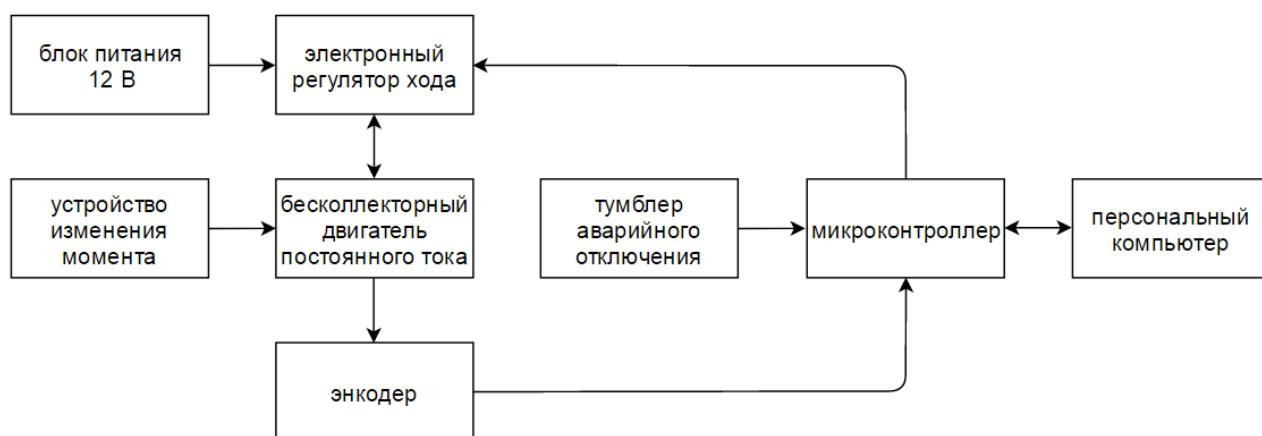 блок питания
12 В
электронный
регулятор хода
устройство
изменения
момента
бесколлекторный
двигатель
постоянного тока
тумблер
аварийного
отключения
микроконтроллер
персональный
компьютер
энкодер